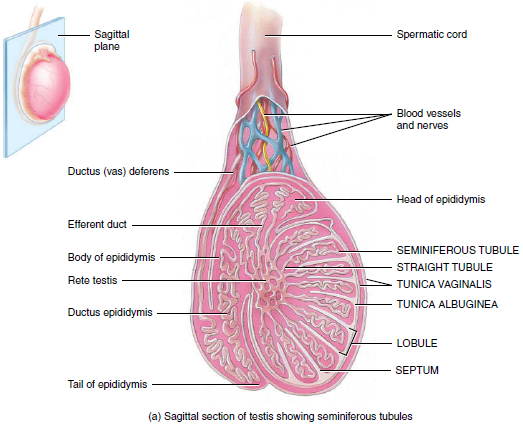 Sagittal
plane
Spermatic cord
Blood vessels
and nerves
Ductus (vas) deferens
Head of epididymis
Efferent duct
SEMINIFEROUS TUBULE
Body of epididymis
STRAIGHT TUBULE
Rete testis
TUNICA VAGINALIS
TUNICA ALBUGINEA
Ductus epididymis
LOBULE
SEPTUM
Tail of epididymis
(a) Sagittal section of testis showing seminiferous tubules